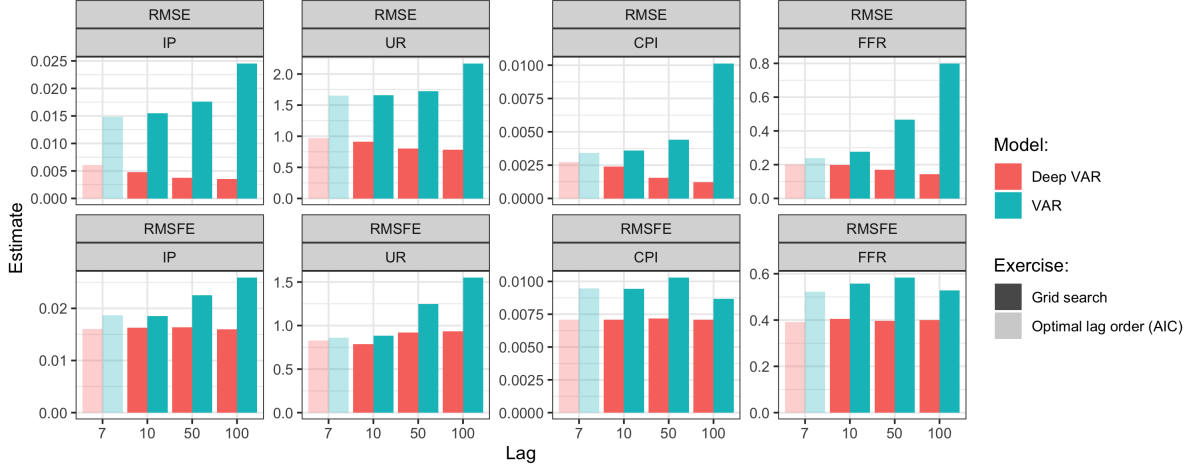 RMSE RMSE RMSE RMSE
IP UR CPI FFR
0.025
0.020
0.015
0.010
0.005
0.000
2.0
1.5
1.0
0.5
0.0
0.0100
0.0075
0.0050
0.0025
0.0000
0.8
0.6
0.4
0.2
0.0
Estimate
RMSFE RMSFE RMSFE RMSFE
IP UR CPI FFR
0.02
0.01
0.00
1.5
1.0
0.5
0.0
0.0100
0.0075
0.0050
0.0025
0.0000
0.6
0.4
0.2
0.0
7 10 50 100 7 10 50 100 7 10 50 100 7 10 50 100
Lag
Model:
Deep VAR
VAR
Exercise:
Grid search
Optimal lag order (AIC)